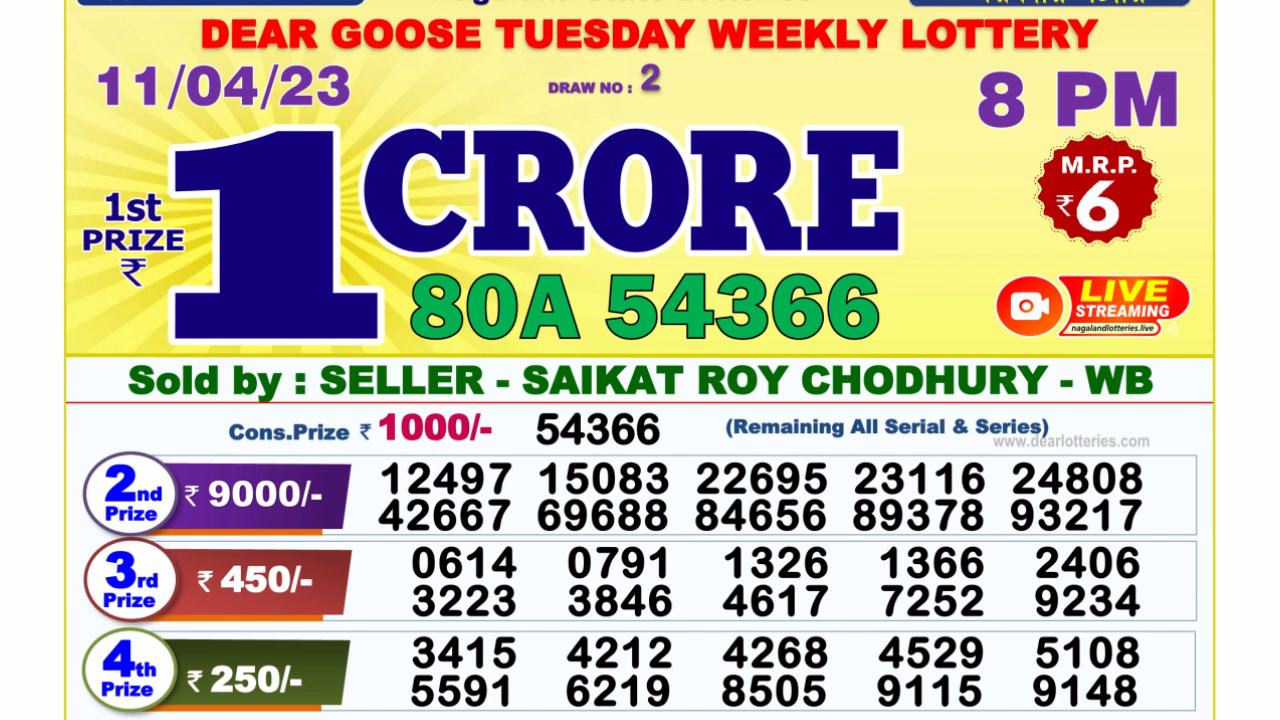 Nagaland State Lotteries
DEAR GOOSE TUESDAY WEEKLY LOTTERY
11/04/23
DRAW NO : 2
8 PM
1st
PRIZE
₹
1 CRORE
M.R.P.
₹6
80A 54366
LIVE
STREAMING
nagalandlotteries.live
Sold by : SELLER - SAIKAT ROY CHODHURY - WB
Cons.Prize ₹ 1000/- 54366 (Remaining All Serial & Series)
www.dearlotteries.com
2nd
Prize
₹ 9000/-
12497 15083 22695 23116 24808
42667 69688 84656 89378 93217
3rd
Prize
₹ 450/-
0614 0791 1326 1366 2406
3223 3846 4617 7252 9234
4th
Prize
₹ 250/-
3415 4212 4268 4529 5108
5591 6219 8505 9115 9148